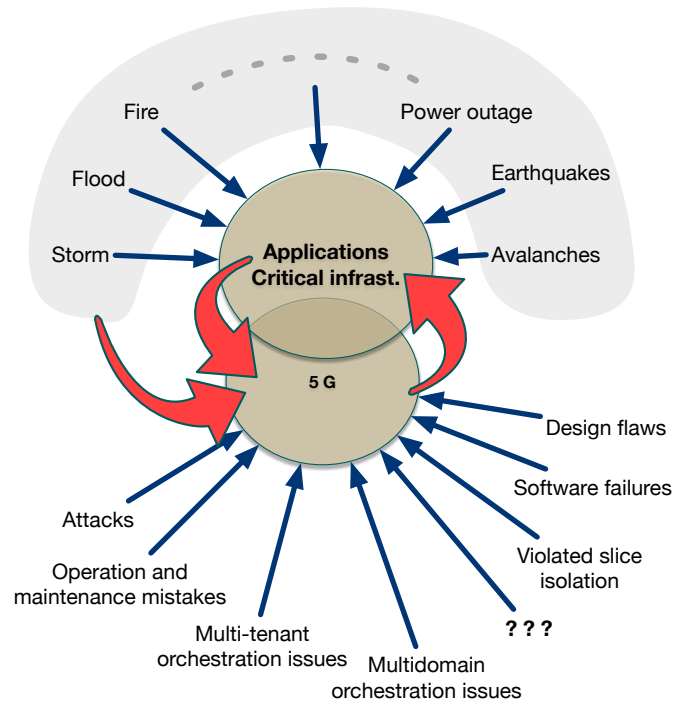 Fire
Power outage
Flood
Earthquakes
Storm
Applications
Critical infrast.
Avalanches
5 G
Design flaws
Software failures
Attacks
Violated slice
isolation
Operation and
maintenance mistakes
? ? ?
Multi-tenant
orchestration issues
Multidomain
orchestration issues